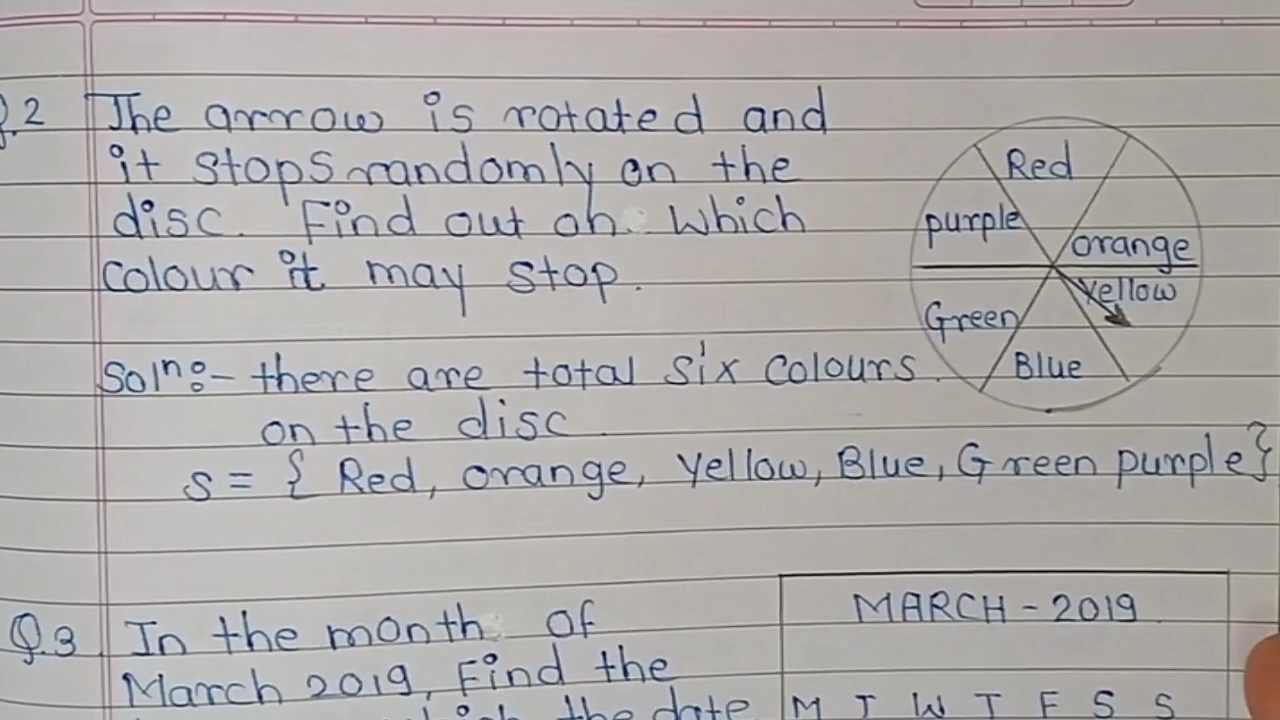 Q.2 The arrow is rotated and
it stops randomly on the
disc. Find out on which
colour it may stop.
Red
purple
orange
yellow
Green
Blue
Soln:- there are total six colours.
on the disc.
s = { Red, orange, yellow, Blue, Green purple}
Q.3 In the month of
March 2019, Find the
the date
MARCH - 2019
M T W T F S S